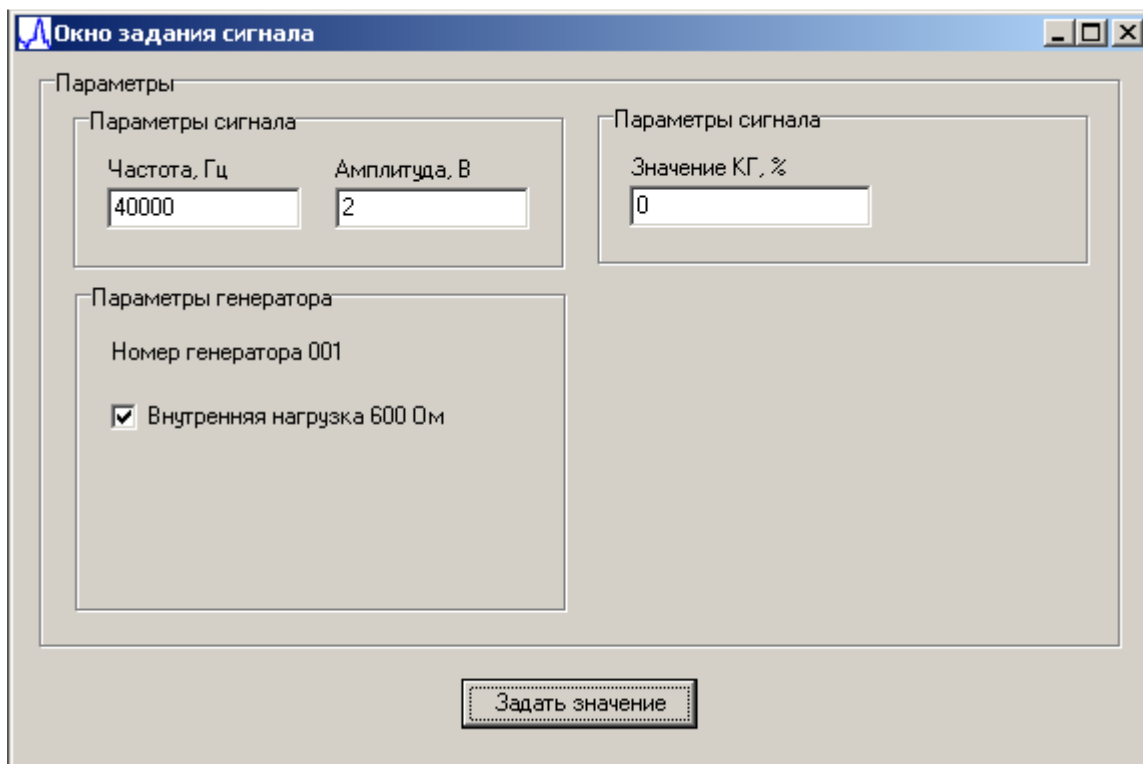 Окно задания сигнала
Параметры
Параметры сигнала
Частота, Гц
Амплитуда, В
40000
2
Параметры сигнала
Значение КГ, %
0
Параметры генератора
Номер генератора 001
Внутренняя нагрузка 600 Ом
Задать значение